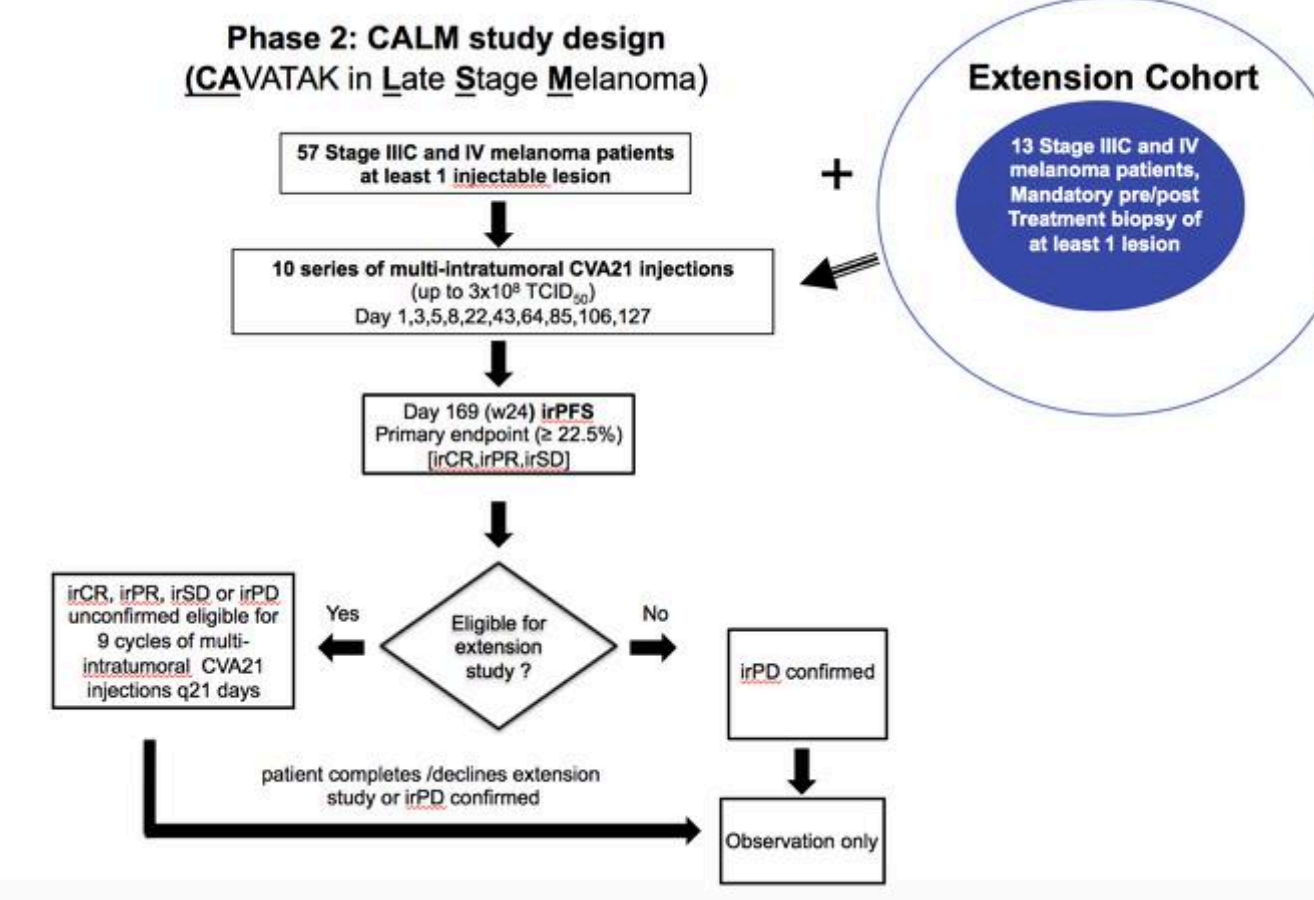 Phase 2: CALM study design
(CAVATAK in Late Stage Melanoma)
57 Stage IIIC and IV melanoma patients
at least 1 injectable lesion
+
Extension Cohort
13 Stage IIIC and IV
melanoma patients,
Mandatory pre/post
Treatment biopsy of
at least 1 lesion
10 series of multi-intratumoral CVA21 injections
(up to 3x10⁸ TCID₅₀)
Day 1,3,5,8,22,43,64,85,106,127
Day 169 (w24) irPFS
Primary endpoint (≥ 22.5%)
[irCR,irPR,irSD]
Eligible for
extension
study ?
Yes
No
irCR, irPR, irSD or irPD
unconfirmed eligible for
9 cycles of multi-
intratumoral CVA21
injections q21 days
irPD confirmed
patient completes /declines extension
study or irPD confirmed
Observation only